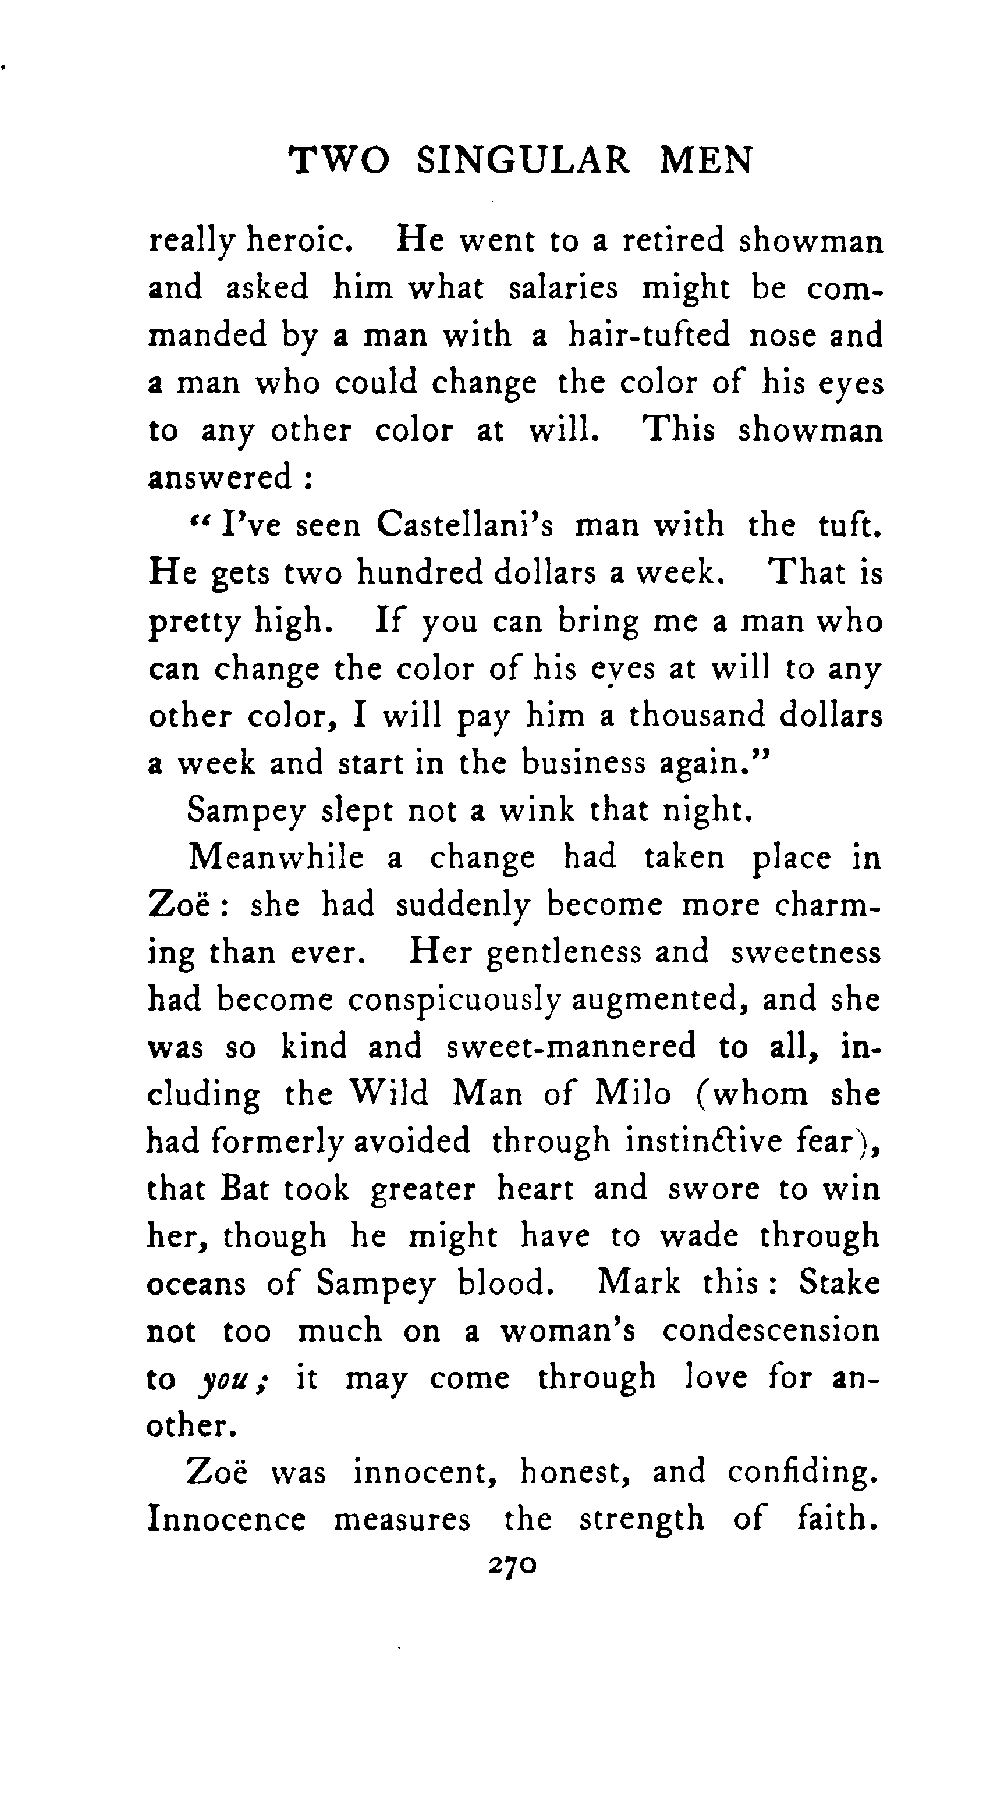 TWO SINGULAR MEN
really heroic. He went to a retired showman
and asked him what salaries might be com-
manded by a man with a hair-tufted nose and
a man who could change the color of his eyes
to any other color at will. This showman
answered :
“ I’ve seen Castellani’s man with the tuft.
He gets two hundred dollars a week. That is
pretty high. If you can bring me a man who
can change the color of his eyes at will to any
other color, I will pay him a thousand dollars
a week and start in the business again.”
Sampey slept not a wink that night.
Meanwhile a change had taken place in
Zoë : she had suddenly become more charm-
ing than ever. Her gentleness and sweetness
had become conspicuously augmented, and she
was so kind and sweet-mannered to all, in-
cluding the Wild Man of Milo (whom she
had formerly avoided through instinctive fear),
that Bat took greater heart and swore to win
her, though he might have to wade through
oceans of Sampey blood. Mark this : Stake
not too much on a woman’s condescension
to you ; it may come through love for an-
other.
Zoë was innocent, honest, and confiding.
Innocence measures the strength of faith.
270